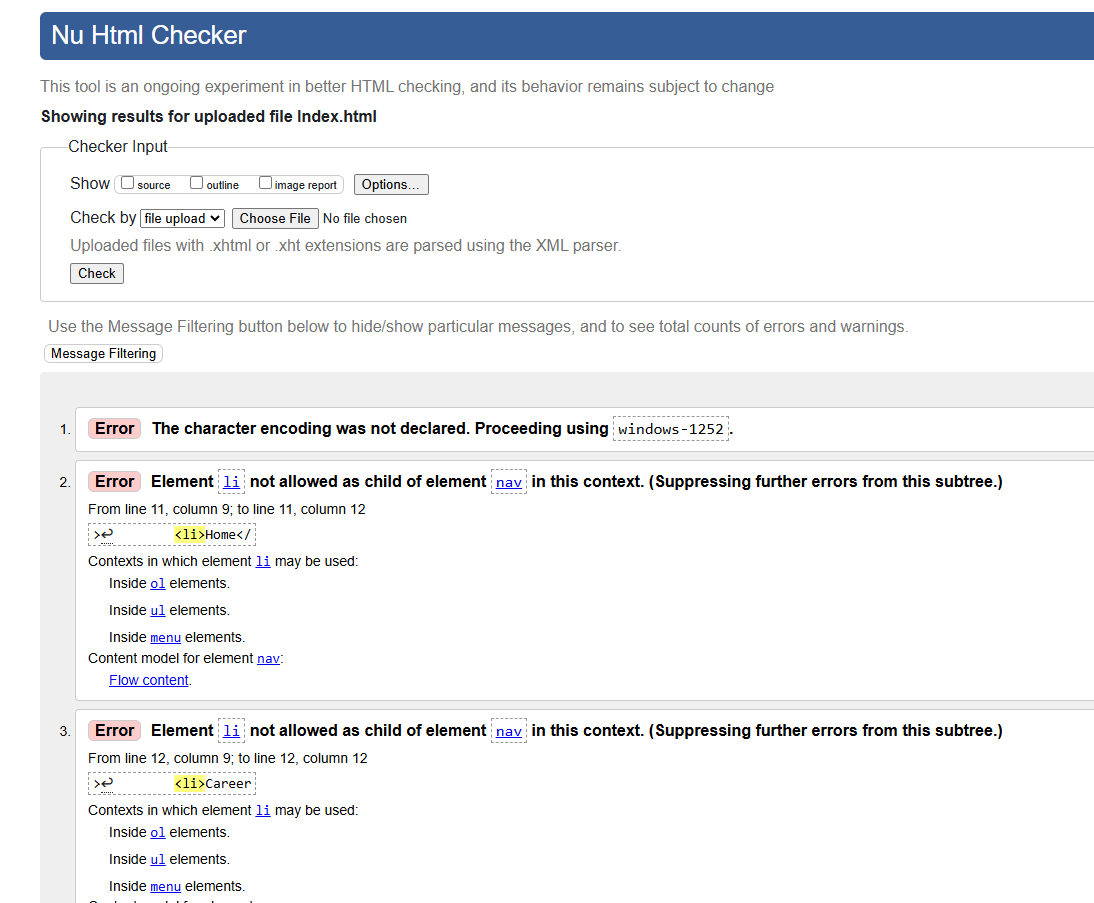 Nu Html Checker
This tool is an ongoing experiment in better HTML checking, and its behavior remains subject to change
Showing results for uploaded file Index.html
Checker Input
Show source outline image report Options...
Check by file upload Choose File No file chosen
Uploaded files with .xhtml or .xht extensions are parsed using the XML parser.
Check
Use the Message Filtering button below to hide/show particular messages, and to see total counts of errors and warnings.
Message Filtering
1. Error The character encoding was not declared. Proceeding using windows-1252.
2. Error Element li not allowed as child of element nav in this context. (Suppressing further errors from this subtree.)
From line 11, column 9; to line 11, column 12
>↩ <li>Home</
Contexts in which element li may be used:
Inside ol elements.
Inside ul elements.
Inside menu elements.
Content model for element nav:
Flow content.
3. Error Element li not allowed as child of element nav in this context. (Suppressing further errors from this subtree.)
From line 12, column 9; to line 12, column 12
>↩ <li>Career
Contexts in which element li may be used:
Inside ol elements.
Inside ul elements.
Inside menu elements.